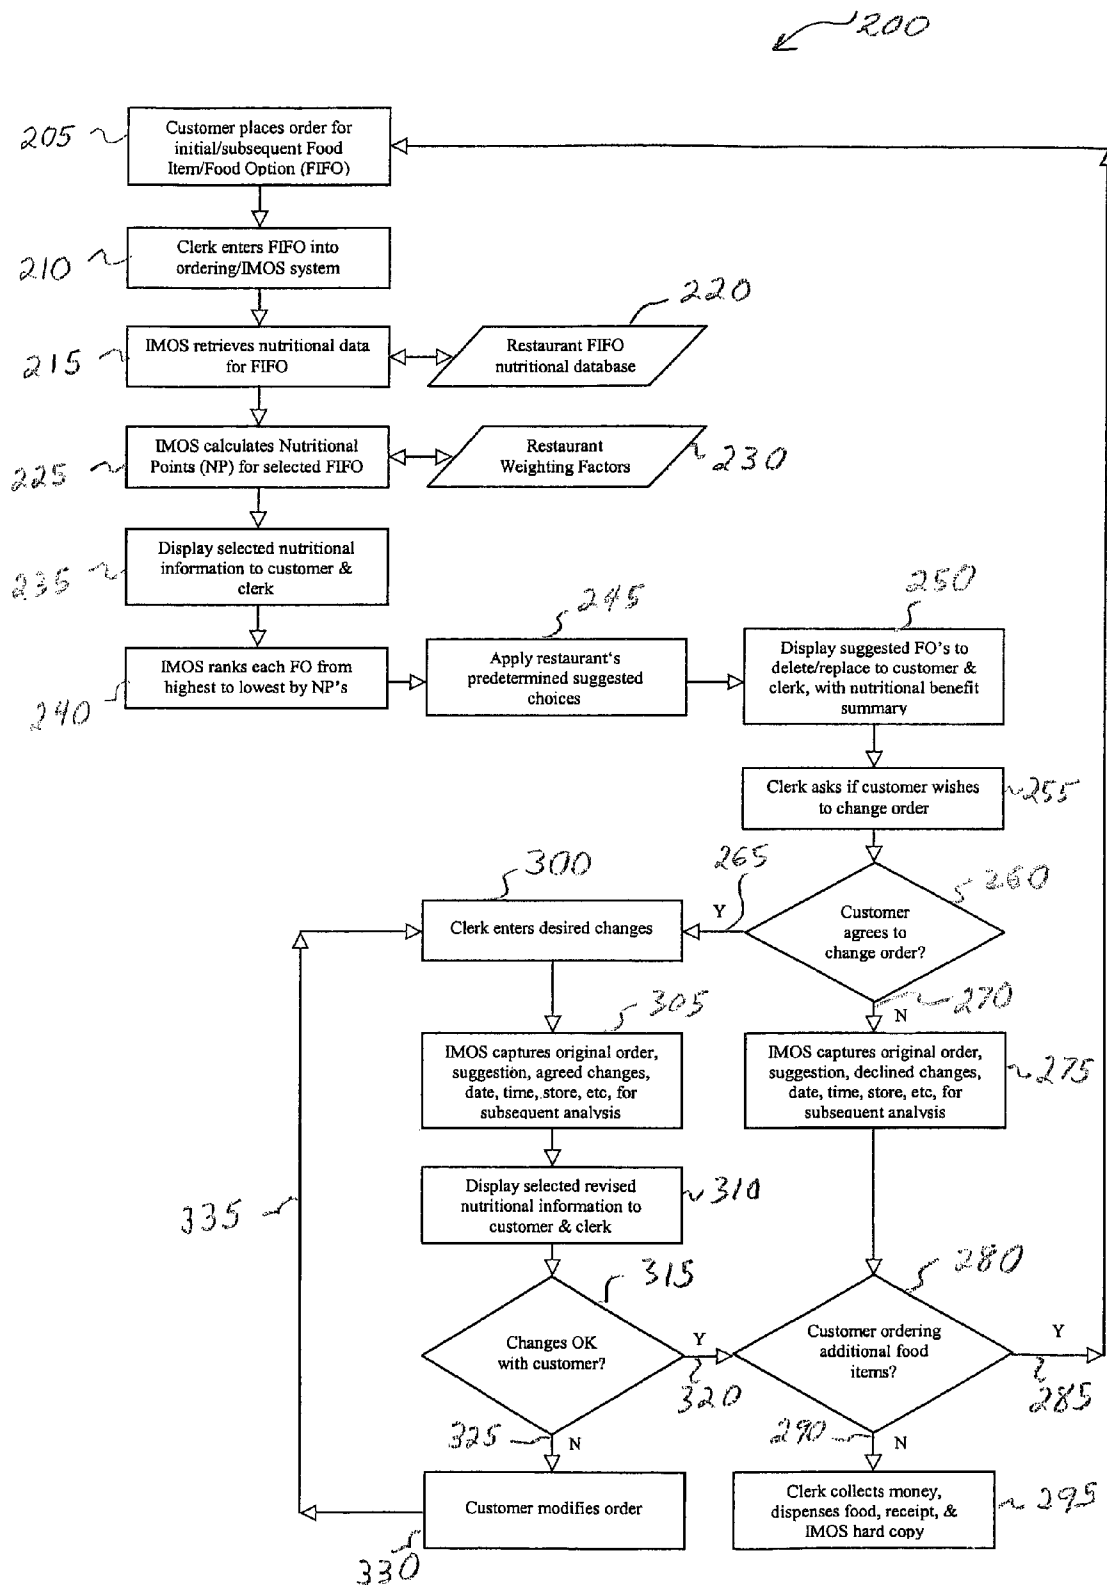 200
205
Customer places order for
initial/subsequent Food
Item/Food Option (FIFO)
210
Clerk enters FIFO into
ordering/IMOS system
215
IMOS retrieves nutritional data
for FIFO
220
Restaurant FIFO
nutritional database
225
IMOS calculates Nutritional
Points (NP) for selected FIFO
Restaurant
Weighting Factors
230
235
Display selected nutritional
information to customer &
clerk
240
IMOS ranks each FO from
highest to lowest by NP's
245
Apply restaurant's
predetermined suggested
choices
250
Display suggested FO's to
delete/replace to customer &
clerk, with nutritional benefit
summary
Clerk asks if customer wishes
to change order
255
260
Customer
agrees to
change order?
265
Y
270
N
300
Clerk enters desired changes
305
IMOS captures original order,
suggestion, agreed changes,
date, time, store, etc, for
subsequent analysis
IMOS captures original order,
suggestion, declined changes,
date, time, store, etc, for
subsequent analysis
275
Display selected revised
nutritional information to
customer & clerk
310
335
315
Changes OK
with customer?
Y
320
280
Customer ordering
additional food
items?
Y
285
325
N
290
N
Customer modifies order
330
Clerk collects money,
dispenses food, receipt, &
IMOS hard copy
295